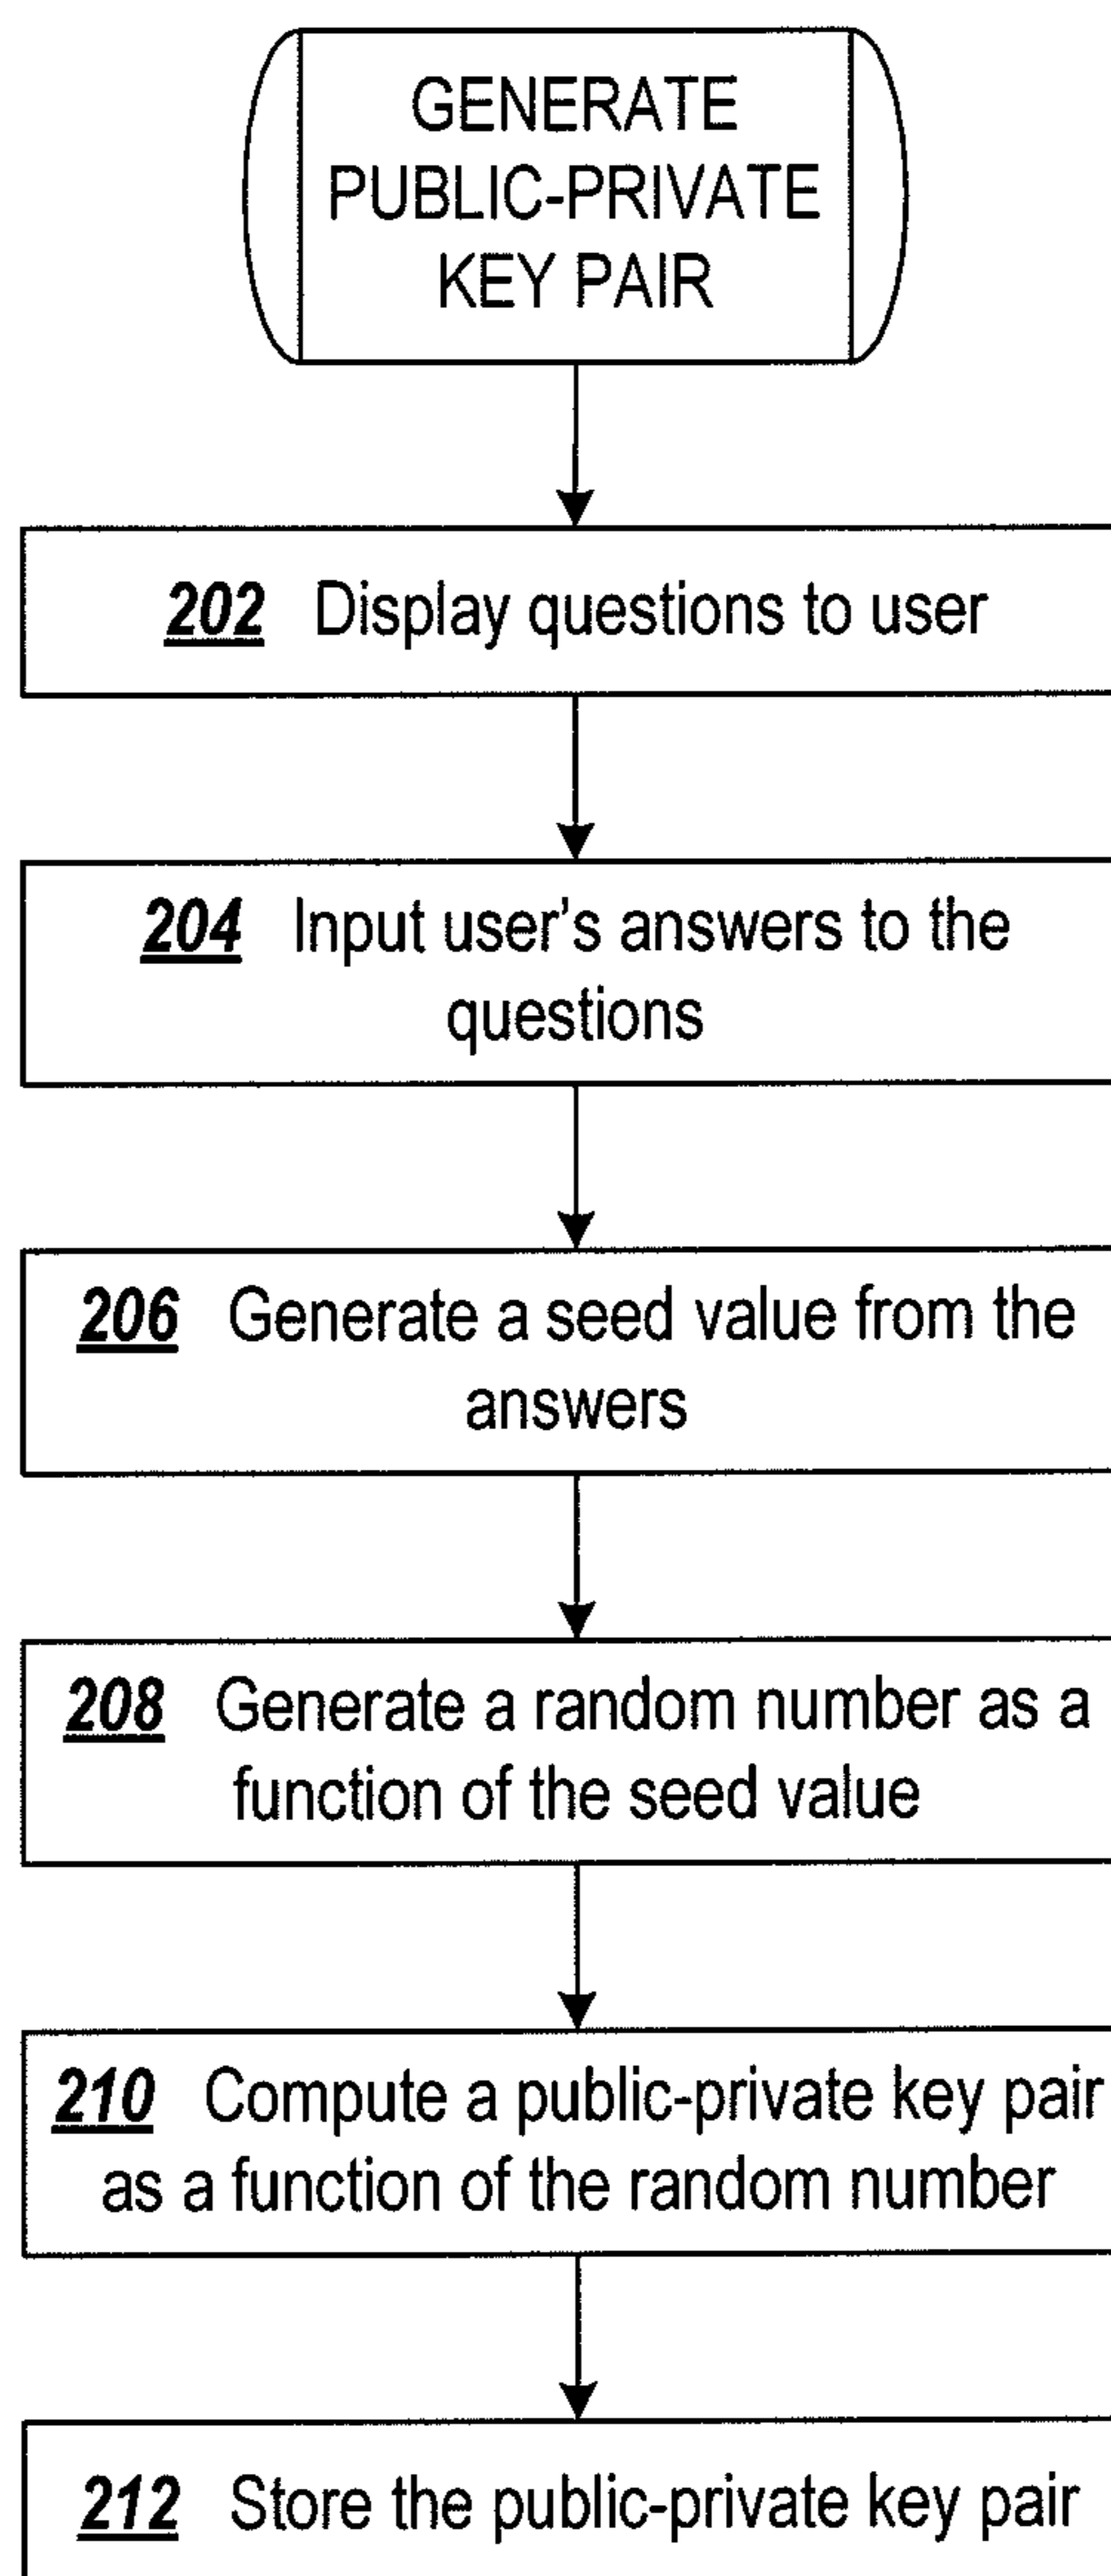 GENERATE
PUBLIC-PRIVATE
KEY PAIR
202 Display questions to user
204 Input user's answers to the
questions
206 Generate a seed value from the
answers
208 Generate a random number as a
function of the seed value
210 Compute a public-private key pair
as a function of the random number
212 Store the public-private key pair